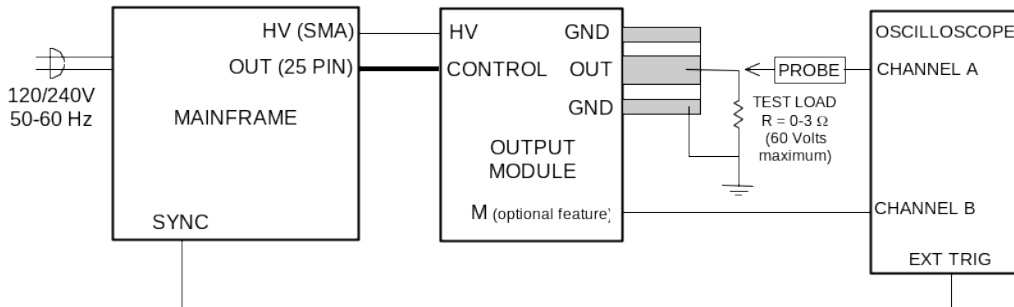 HV (SMA)
OUT (25 PIN)
120/240V
50-60 Hz
MAINFRAME
SYNC
HV
CONTROL
GND
OUT
GND
OUTPUT
MODULE
M (optional feature)
PROBE
TEST LOAD
R = 0-3 Ω
(60 Volts
maximum)
OSCILLOSCOPE
CHANNEL A
CHANNEL B
EXT TRIG